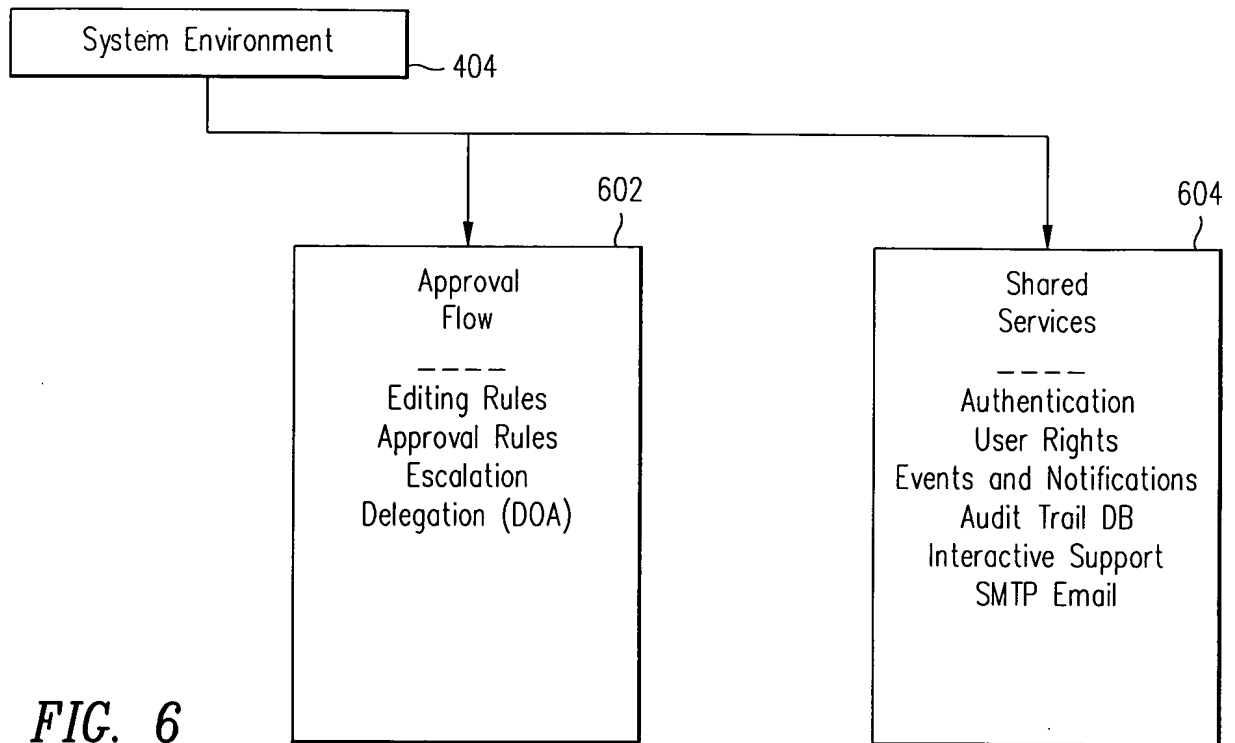 System Environment
404
602
Approval
Flow
Editing Rules
Approval Rules
Escalation
Delegation (DOA)
604
Shared
Services
Authentication
User Rights
Events and Notifications
Audit Trail DB
Interactive Support
SMTP Email
FIG. 6